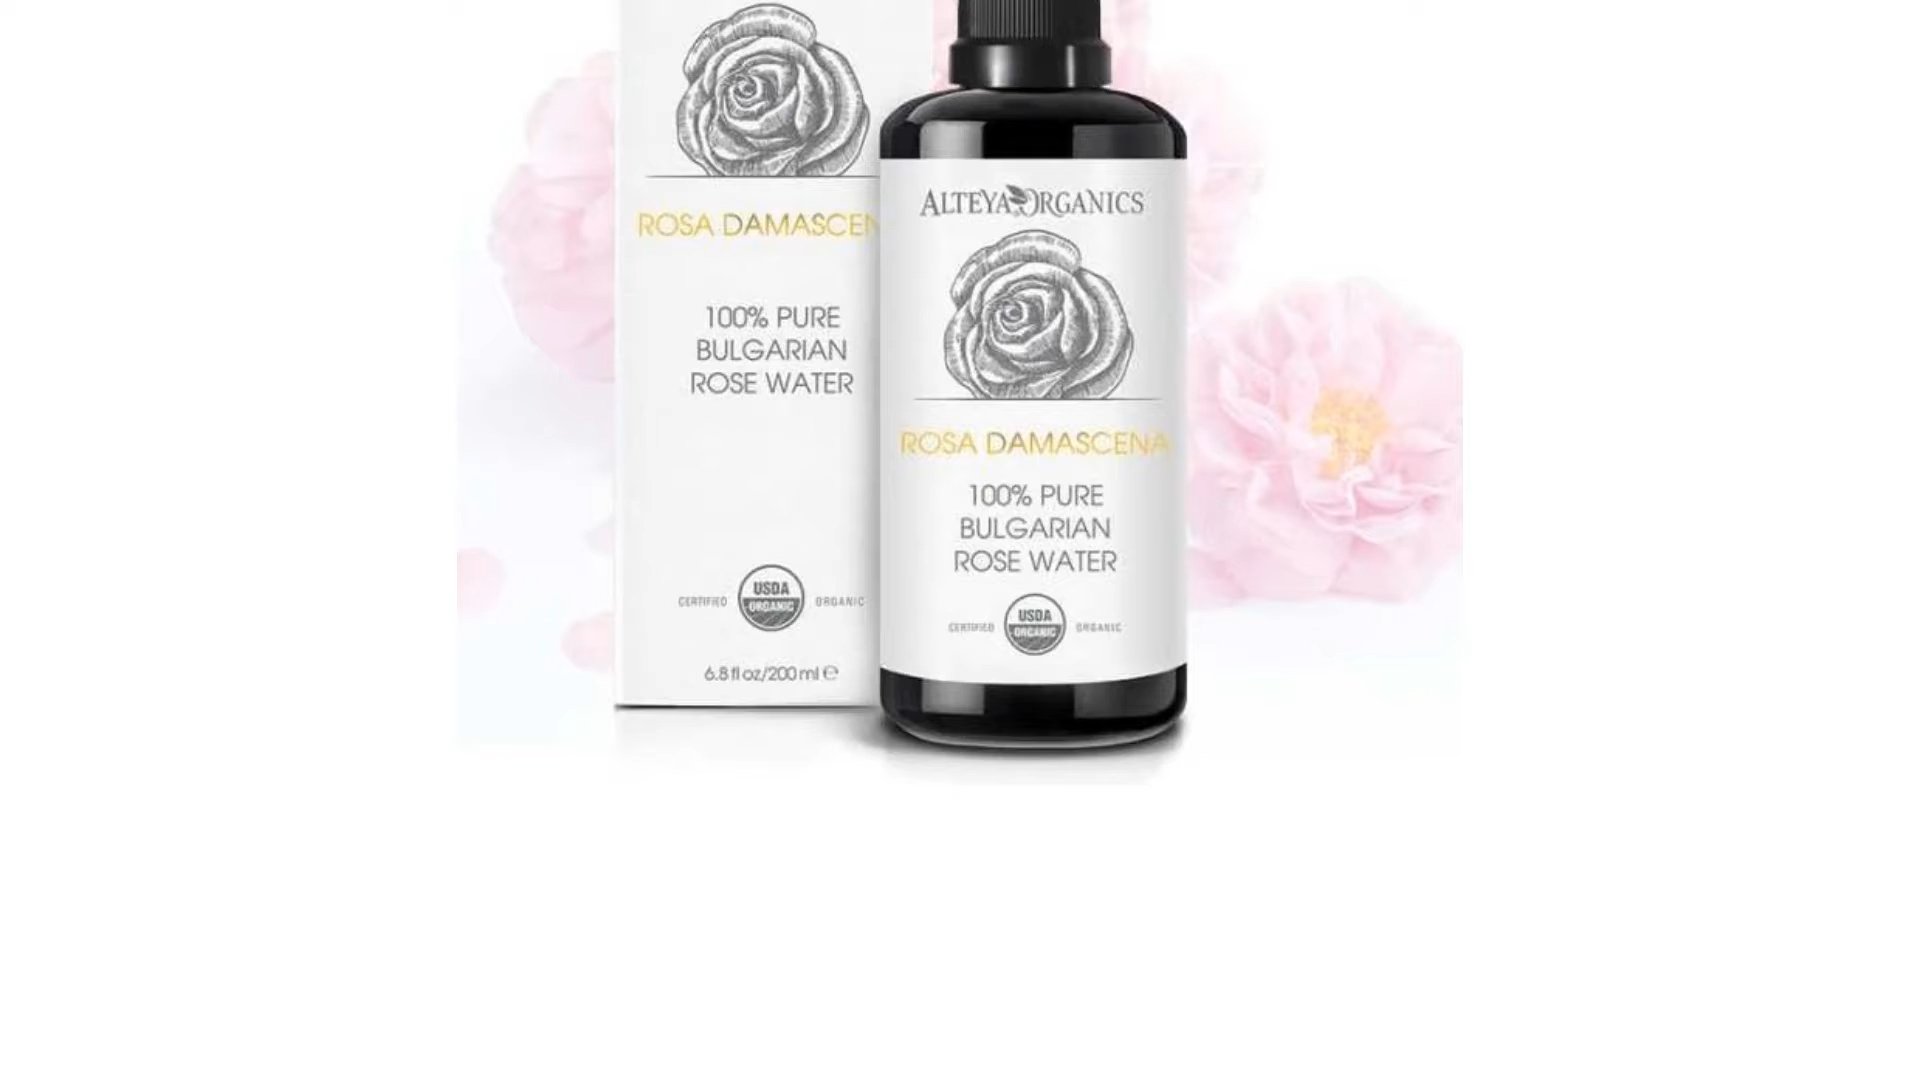 ROSA DAMASCEN
100% PURE
BULGARIAN
ROSE WATER
CERTIFIED USDA ORGANIC ORGANIC
6.8 fl oz/200 ml ℮
ALTEYA ORGANICS
ROSA DAMASCENA
100% PURE
BULGARIAN
ROSE WATER
CERTIFIED USDA ORGANIC ORGANIC